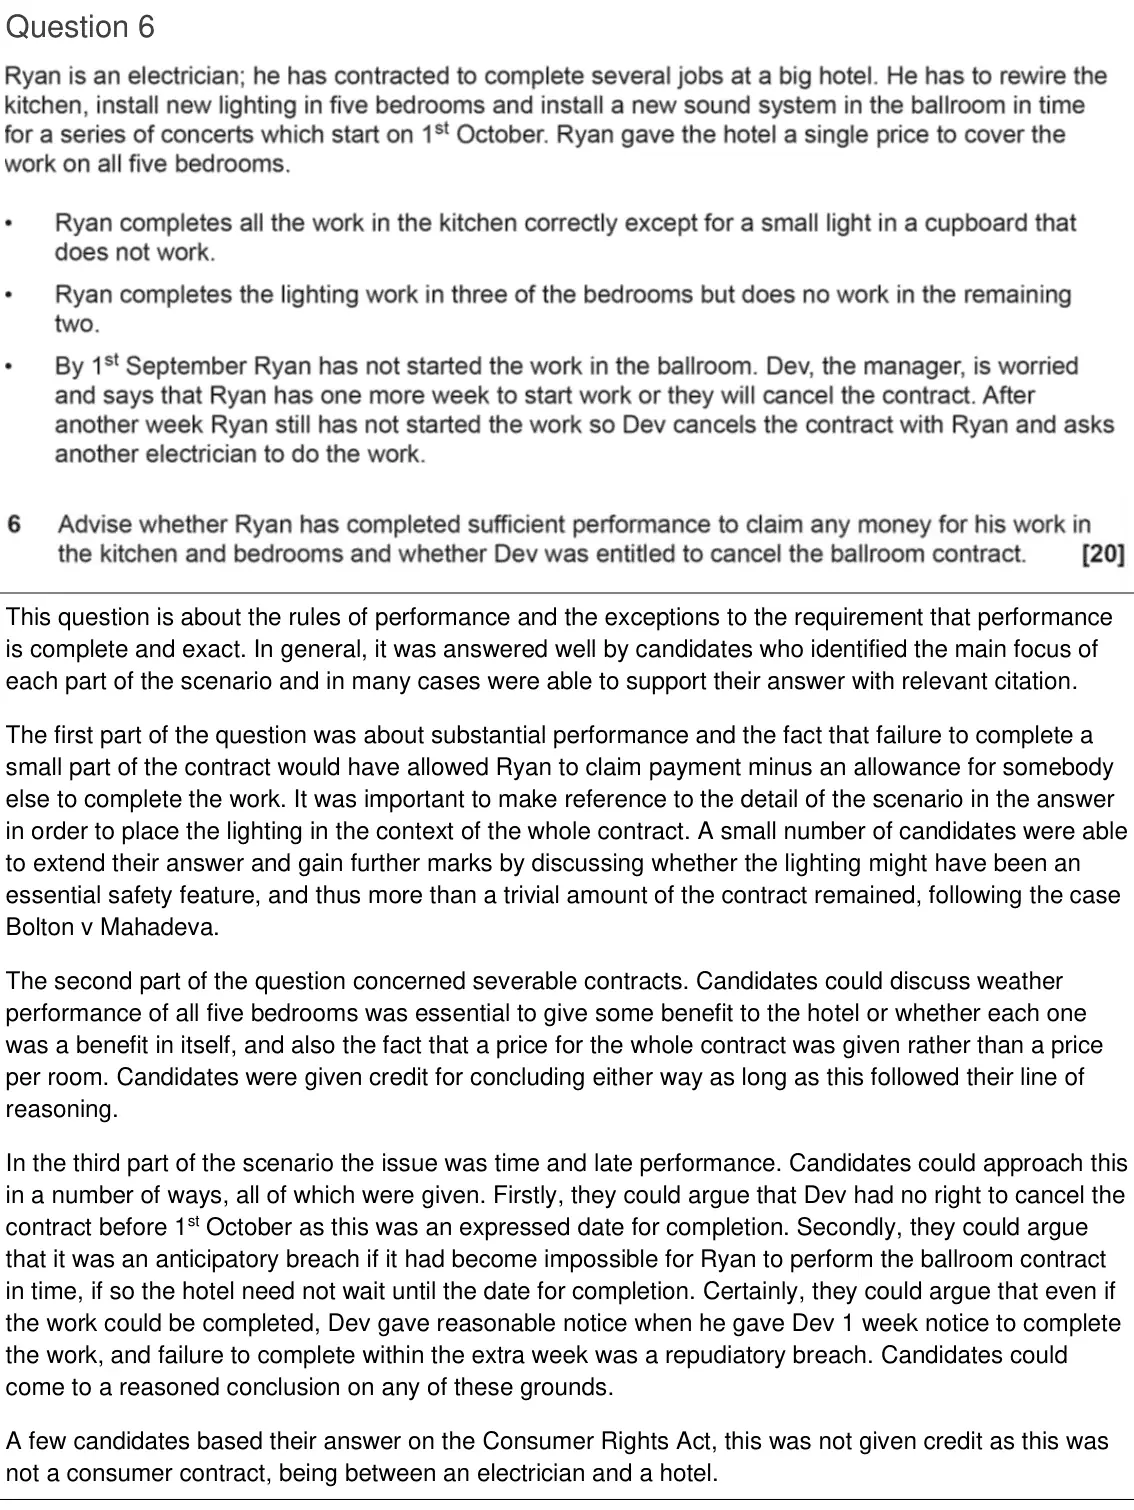 Question 6
Ryan is an electrician; he has contracted to complete several jobs at a big hotel. He has to rewire the
kitchen, install new lighting in five bedrooms and install a new sound system in the ballroom in time
for a series of concerts which start on 1st October. Ryan gave the hotel a single price to cover the
work on all five bedrooms.
• Ryan completes all the work in the kitchen correctly except for a small light in a cupboard that
does not work.
• Ryan completes the lighting work in three of the bedrooms but does no work in the remaining
two.
• By 1st September Ryan has not started the work in the ballroom. Dev, the manager, is worried
and says that Ryan has one more week to start work or they will cancel the contract. After
another week Ryan still has not started the work so Dev cancels the contract with Ryan and asks
another electrician to do the work.
6 Advise whether Ryan has completed sufficient performance to claim any money for his work in
the kitchen and bedrooms and whether Dev was entitled to cancel the ballroom contract. [20]
This question is about the rules of performance and the exceptions to the requirement that performance
is complete and exact. In general, it was answered well by candidates who identified the main focus of
each part of the scenario and in many cases were able to support their answer with relevant citation.
The first part of the question was about substantial performance and the fact that failure to complete a
small part of the contract would have allowed Ryan to claim payment minus an allowance for somebody
else to complete the work. It was important to make reference to the detail of the scenario in the answer
in order to place the lighting in the context of the whole contract. A small number of candidates were able
to extend their answer and gain further marks by discussing whether the lighting might have been an
essential safety feature, and thus more than a trivial amount of the contract remained, following the case
Bolton v Mahadeva.
The second part of the question concerned severable contracts. Candidates could discuss weather
performance of all five bedrooms was essential to give some benefit to the hotel or whether each one
was a benefit in itself, and also the fact that a price for the whole contract was given rather than a price
per room. Candidates were given credit for concluding either way as long as this followed their line of
reasoning.
In the third part of the scenario the issue was time and late performance. Candidates could approach this
in a number of ways, all of which were given. Firstly, they could argue that Dev had no right to cancel the
contract before 1st October as this was an expressed date for completion. Secondly, they could argue
that it was an anticipatory breach if it had become impossible for Ryan to perform the ballroom contract
in time, if so the hotel need not wait until the date for completion. Certainly, they could argue that even if
the work could be completed, Dev gave reasonable notice when he gave Dev 1 week notice to complete
the work, and failure to complete within the extra week was a repudiatory breach. Candidates could
come to a reasoned conclusion on any of these grounds.
A few candidates based their answer on the Consumer Rights Act, this was not given credit as this was
not a consumer contract, being between an electrician and a hotel.